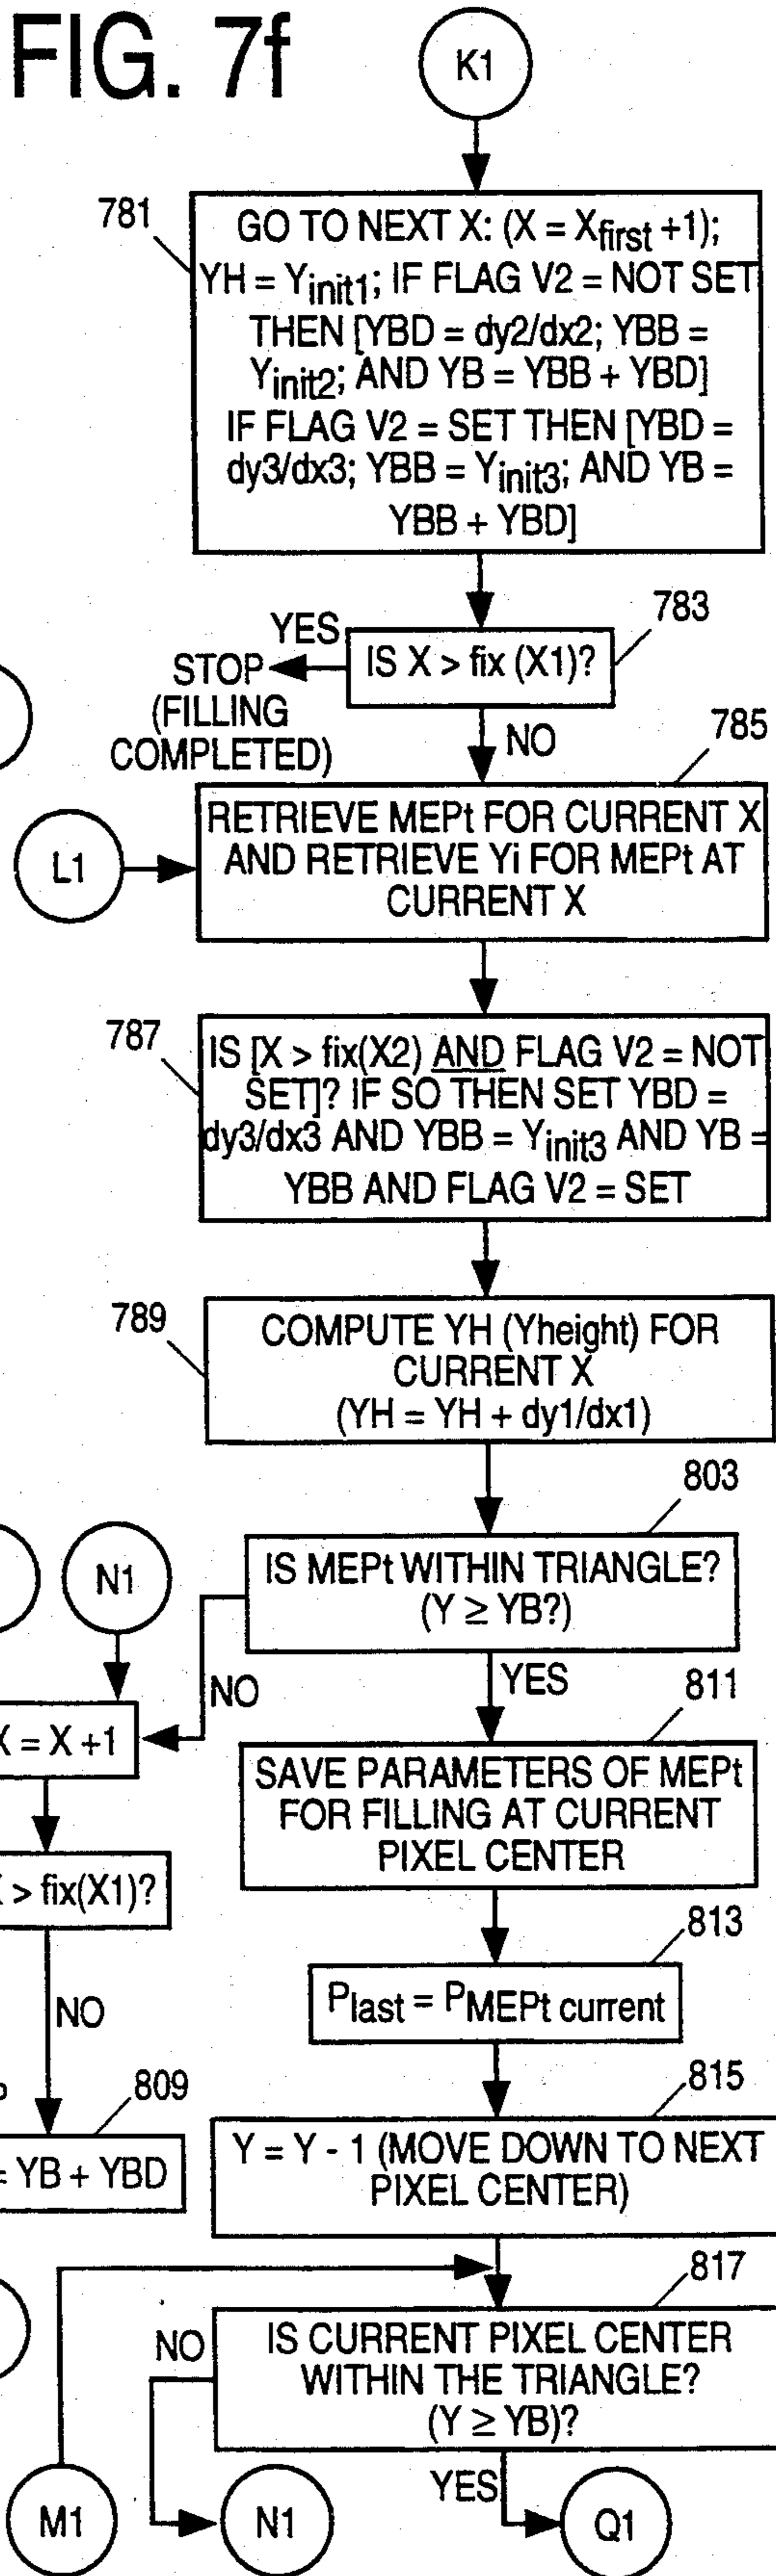 FIG. 7f
K1
781
GO TO NEXT X: (X = Xfirst +1);
YH = Yinit1; IF FLAG V2 = NOT SET
THEN [YBD = dy2/dx2; YBB =
Yinit2; AND YB = YBB + YBD]
IF FLAG V2 = SET THEN [YBD =
dy3/dx3; YBB = Yinit3; AND YB =
YBB + YBD]
783
YES
IS X > fix (X1)?
STOP
(FILLING
COMPLETED)
NO
785
L1
RETRIEVE MEPt FOR CURRENT X
AND RETRIEVE Yi FOR MEPt AT
CURRENT X
787
IS [X > fix(X2) AND FLAG V2 = NOT
SET]? IF SO THEN SET YBD =
dy3/dx3 AND YBB = Yinit3 AND YB =
YBB AND FLAG V2 = SET
789
COMPUTE YH (Yheight) FOR
CURRENT X
(YH = YH + dy1/dx1)
803
N1
IS MEPt WITHIN TRIANGLE?
(Y ≥ YB?)
NO
YES
811
X = X +1
SAVE PARAMETERS OF MEPt
FOR FILLING AT CURRENT
PIXEL CENTER
> fix(X1)?
813
NO
Plast = PMEPt current
809
815
= YB + YBD
Y = Y - 1 (MOVE DOWN TO NEXT
PIXEL CENTER)
817
NO
IS CURRENT PIXEL CENTER
WITHIN THE TRIANGLE?
(Y ≥ YB)?
YES
M1
N1
Q1